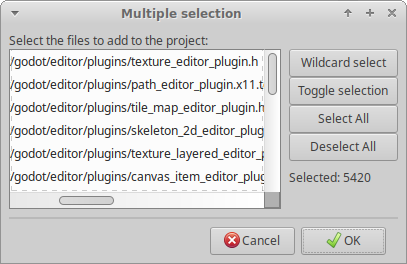 Multiple selection
Select the files to add to the project:
/godot/editor/plugins/texture_editor_plugin.h
/godot/editor/plugins/path_editor_plugin.x11.t
/godot/editor/plugins/tile_map_editor_plugin.h
/godot/editor/plugins/skeleton_2d_editor_plug
/godot/editor/plugins/texture_layered_editor_p
/godot/editor/plugins/canvas_item_editor_plug
Wildcard select
Toggle selection
Select All
Deselect All
Selected: 5420
Cancel
OK